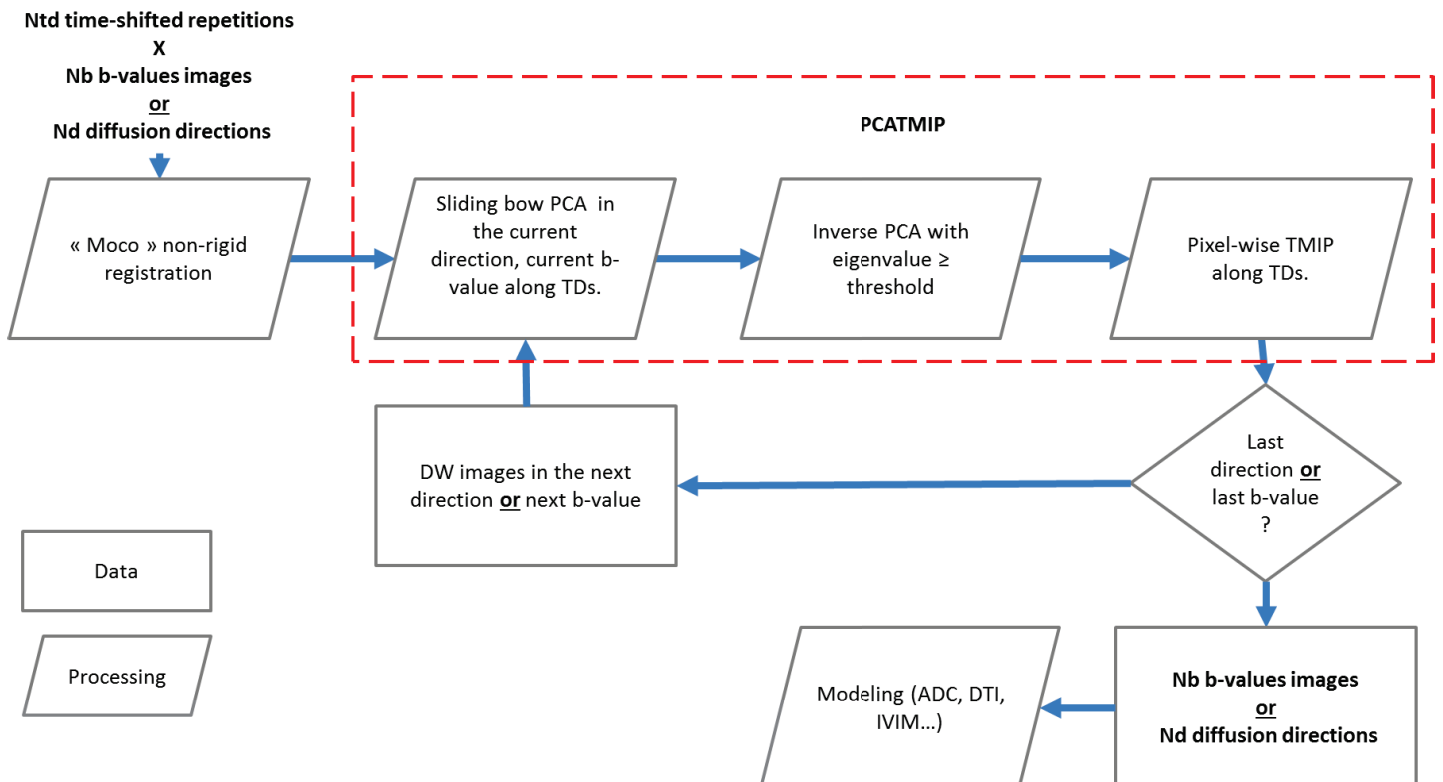 Ntd time-shifted repetitions
X
Nb b-values images
or
Nd diffusion directions
PCATMIP
« Moco » non-rigid
registration
Sliding bow PCA in
the current
direction, current b-
value along TDs.
Inverse PCA with
eigenvalue ≥
threshold
Pixel-wise TMIP
along TDs.
DW images in the next
direction or next b-value
Last
direction or
last b-value
?
Data
Processing
Modeling (ADC, DTI,
IVIM...)
Nb b-values images
or
Nd diffusion directions